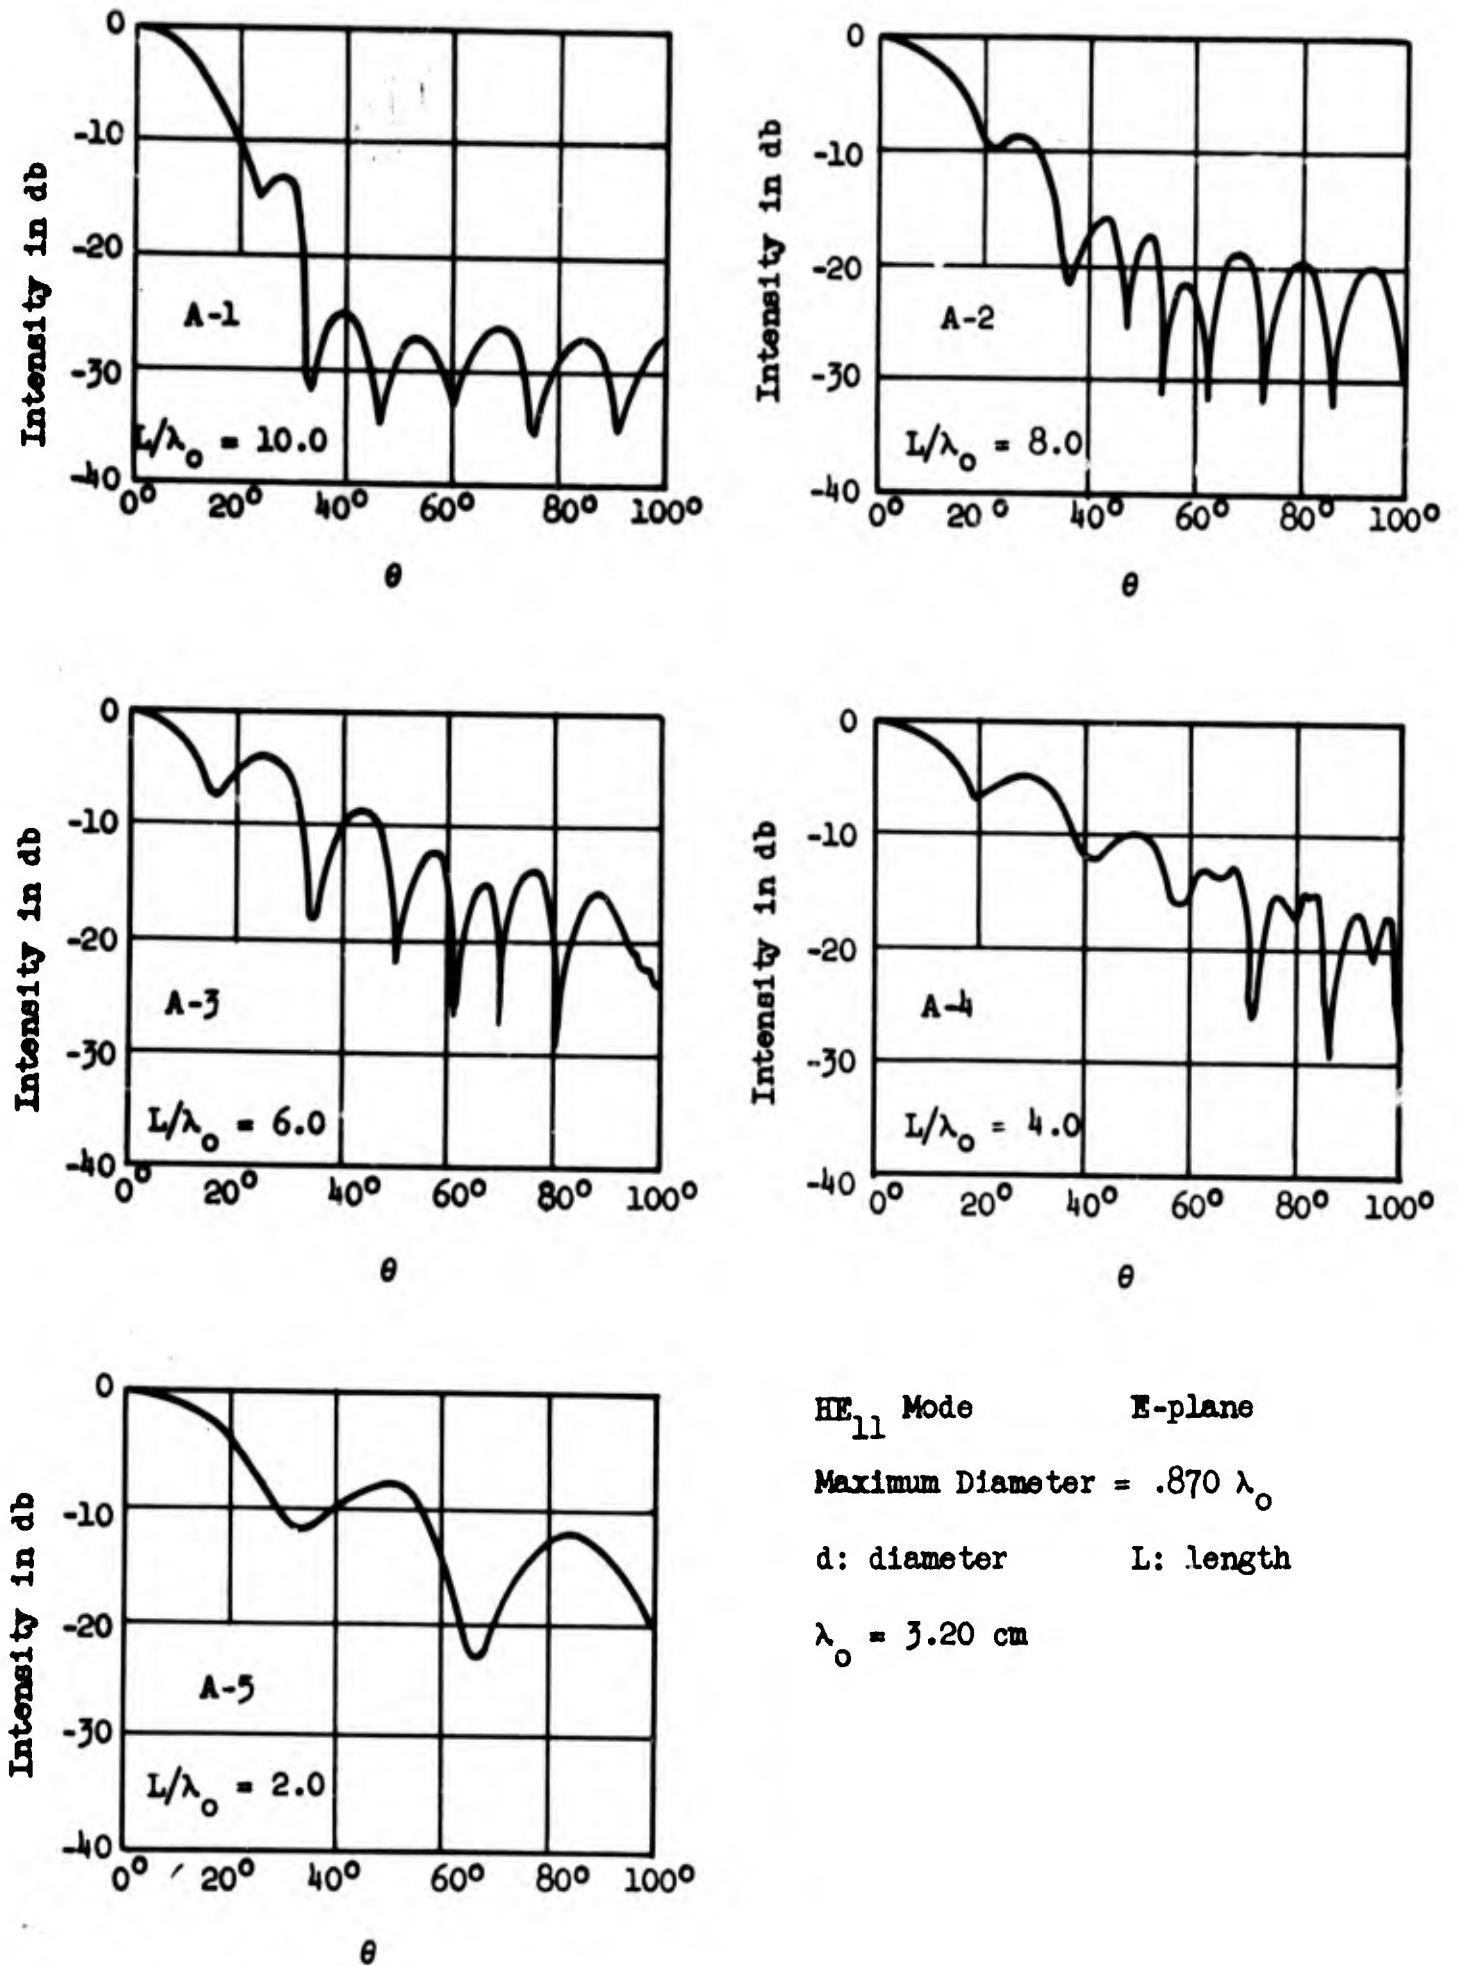 0
-10
-20
-30
-40
Intensity in db
A-1
L/λo = 10.0
0° 20° 40° 60° 80° 100°
θ
0
-10
-20
-30
-40
Intensity in db
A-2
L/λo = 8.0
0° 20° 40° 60° 80° 100°
θ
0
-10
-20
-30
-40
Intensity in db
A-3
L/λo = 6.0
0° 20° 40° 60° 80° 100°
θ
0
-10
-20
-30
-40
Intensity in db
A-4
L/λo = 4.0
0° 20° 40° 60° 80° 100°
θ
0
-10
-20
-30
-40
Intensity in db
A-5
L/λo = 2.0
0° 20° 40° 60° 80° 100°
θ
HE11 Mode E-plane
Maximum Diameter = .870 λo
d: diameter L: length
λo = 3.20 cm